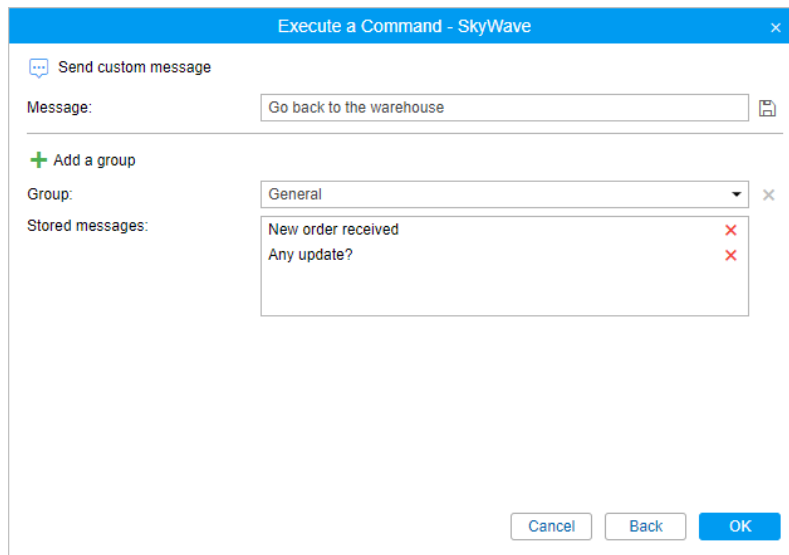 Execute a Command - SkyWave
Send custom message
Message: Go back to the warehouse
Add a group
Group: General
Stored messages: New order received
Any update?
Cancel Back OK